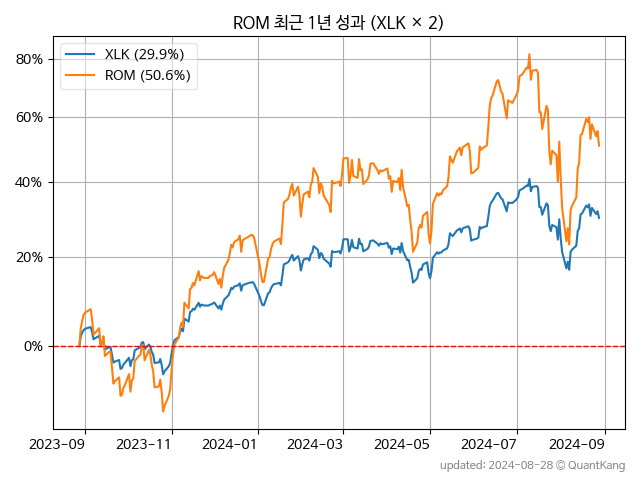 ROM 최근 1년 성과 (XLK × 2)
XLK (29.9%)
ROM (50.6%)
80%
60%
40%
20%
0%
2023-09 2023-11 2024-01 2024-03 2024-05 2024-07 2024-09
updated: 2024-08-28 © QuantKang